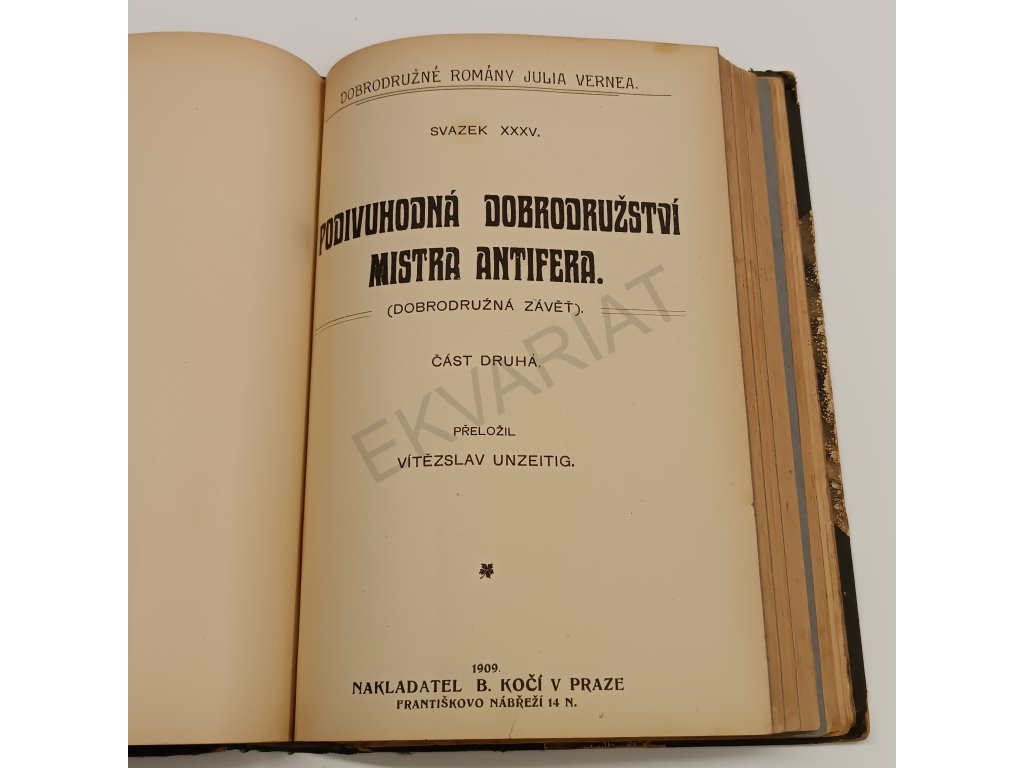 DOBRODRUŽNÉ ROMÁNY JULIA VERNEA.
SVAZEK XXXV.
PODIVUHODNÁ DOBRODRUŽSTVÍ
MISTRA ANTIFERA.
(DOBRODRUŽNÁ ZÁVĚŤ).
ČÁST DRUHÁ.
EKVARIAT
PŘELOŽIL
VÍTĚZSLAV UNZEITIG.
1909.
NAKLADATEL B. KOČÍ V PRAZE
FRANTIŠKOVO NÁBŘEŽÍ 14 N.